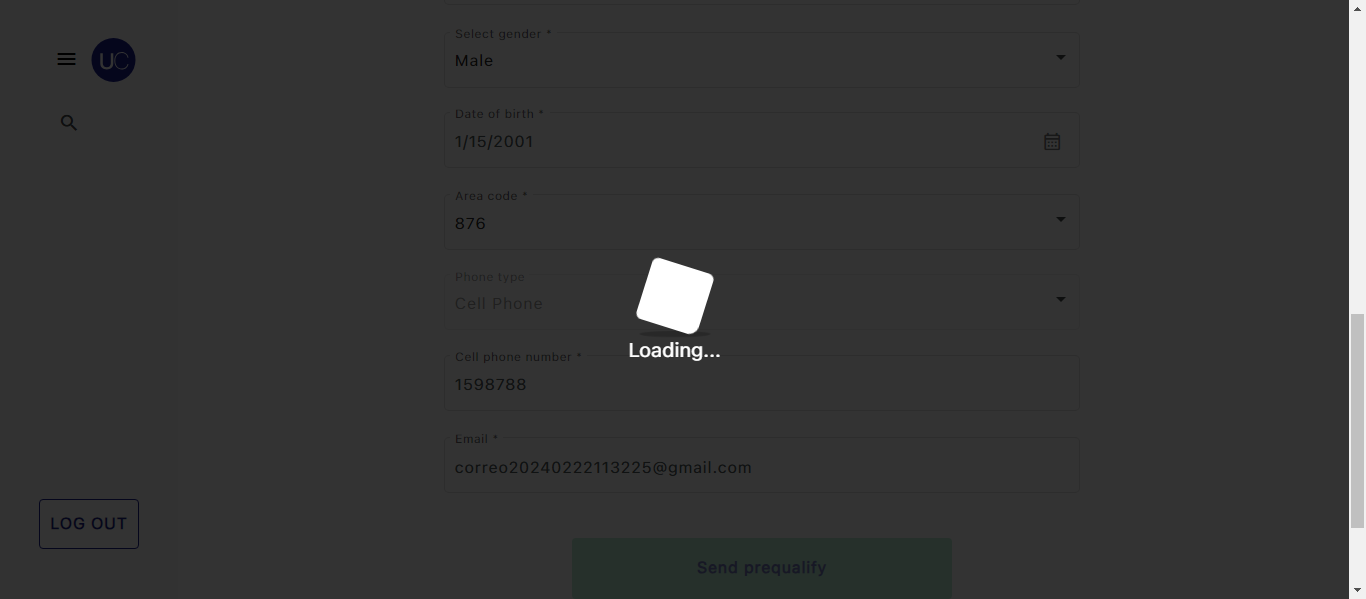 UC
Select gender *
Male
Date of birth *
1/15/2001
Area code *
876
Phone type
Cell Phone
Loading...
Cell phone number *
1598788
Email *
correo20240222113225@gmail.com
LOG OUT
Send prequalify